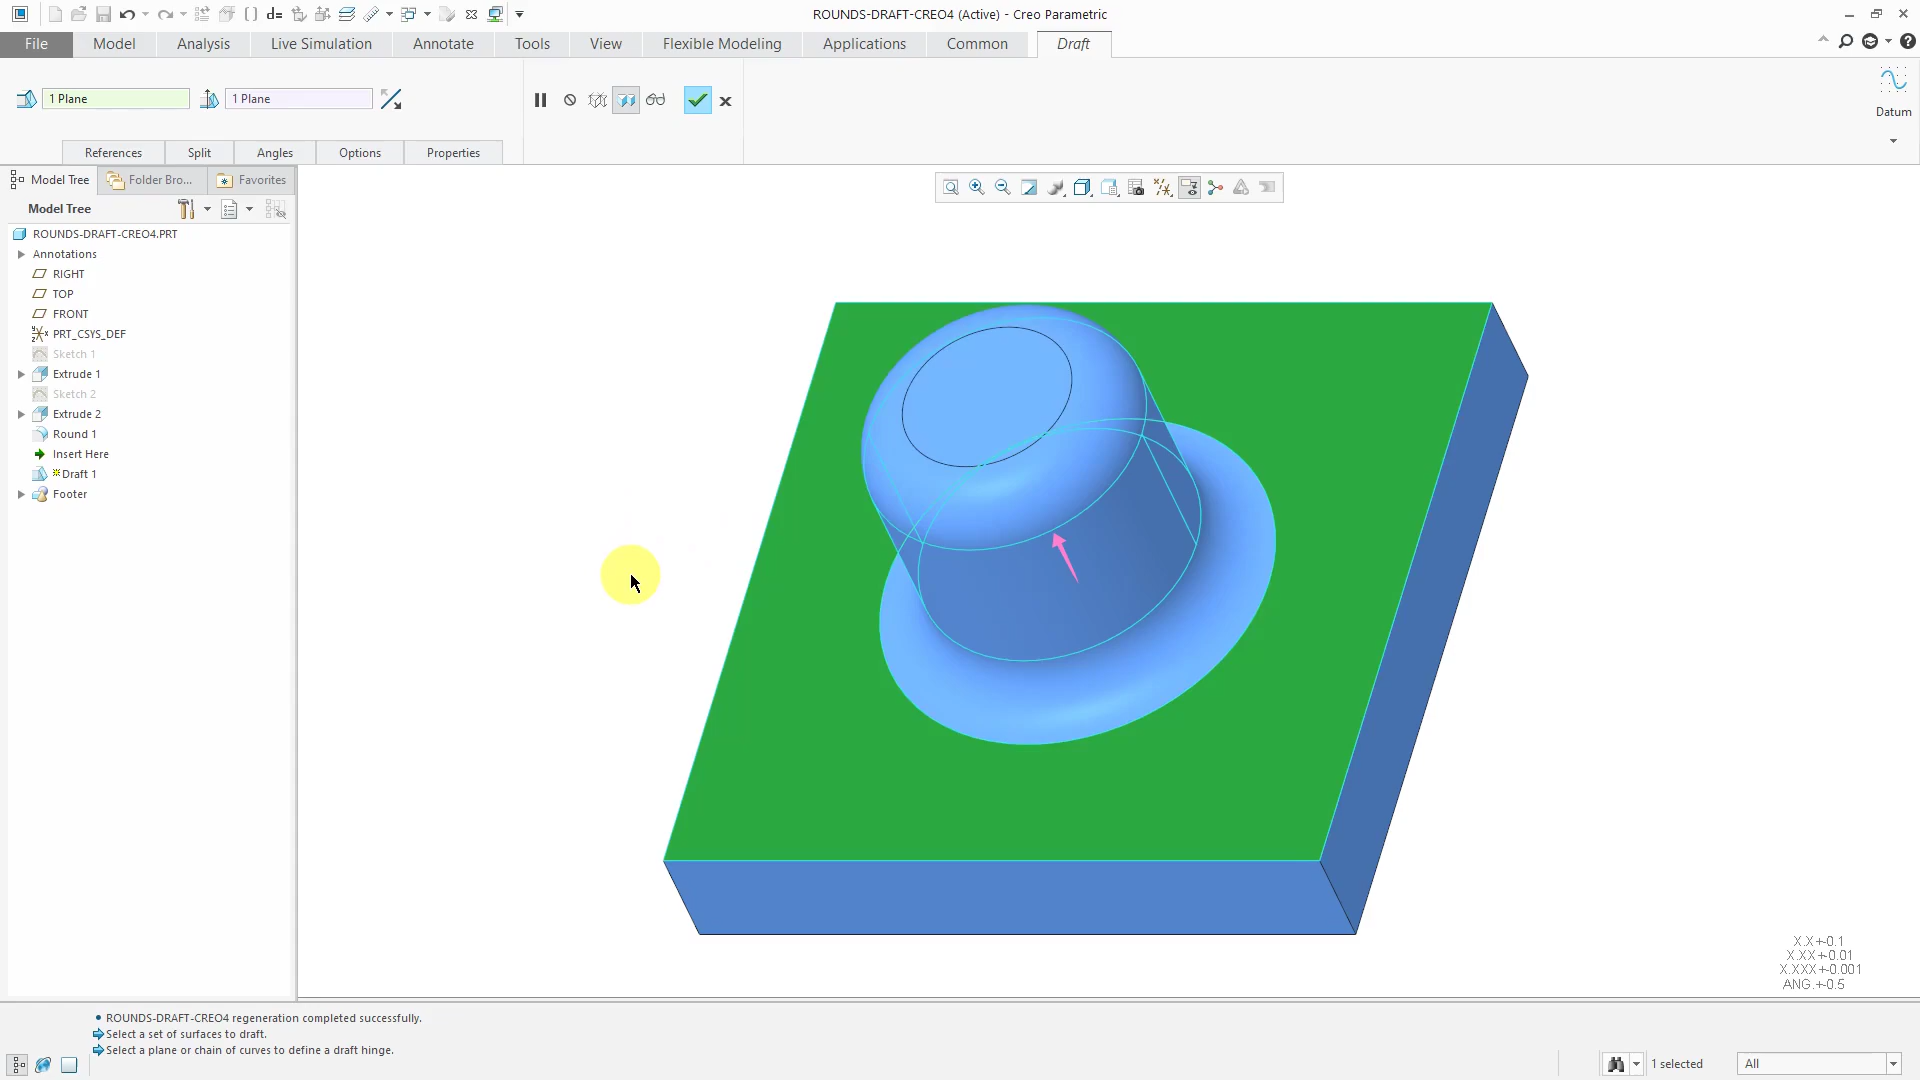 ROUNDS-DRAFT-CREO4 (Active) - Creo Parametric
File Model Analysis Live Simulation Annotate Tools View Flexible Modeling Applications Common Draft
1 Plane 1 Plane
Datum
References Split Angles Options Properties
Model Tree Folder Bro... Favorites
Model Tree
ROUNDS-DRAFT-CREO4.PRT
Annotations
RIGHT
TOP
FRONT
PRT_CSYS_DEF
Sketch 1
Extrude 1
Sketch 2
Extrude 2
Round 1
Insert Here
Draft 1
Footer
X.X+-0.1
X.XX+-0.01
X.XXX+-0.001
ANG.+-0.5
ROUNDS-DRAFT-CREO4 regeneration completed successfully.
Select a set of surfaces to draft.
Select a plane or chain of curves to define a draft hinge.
1 selected All